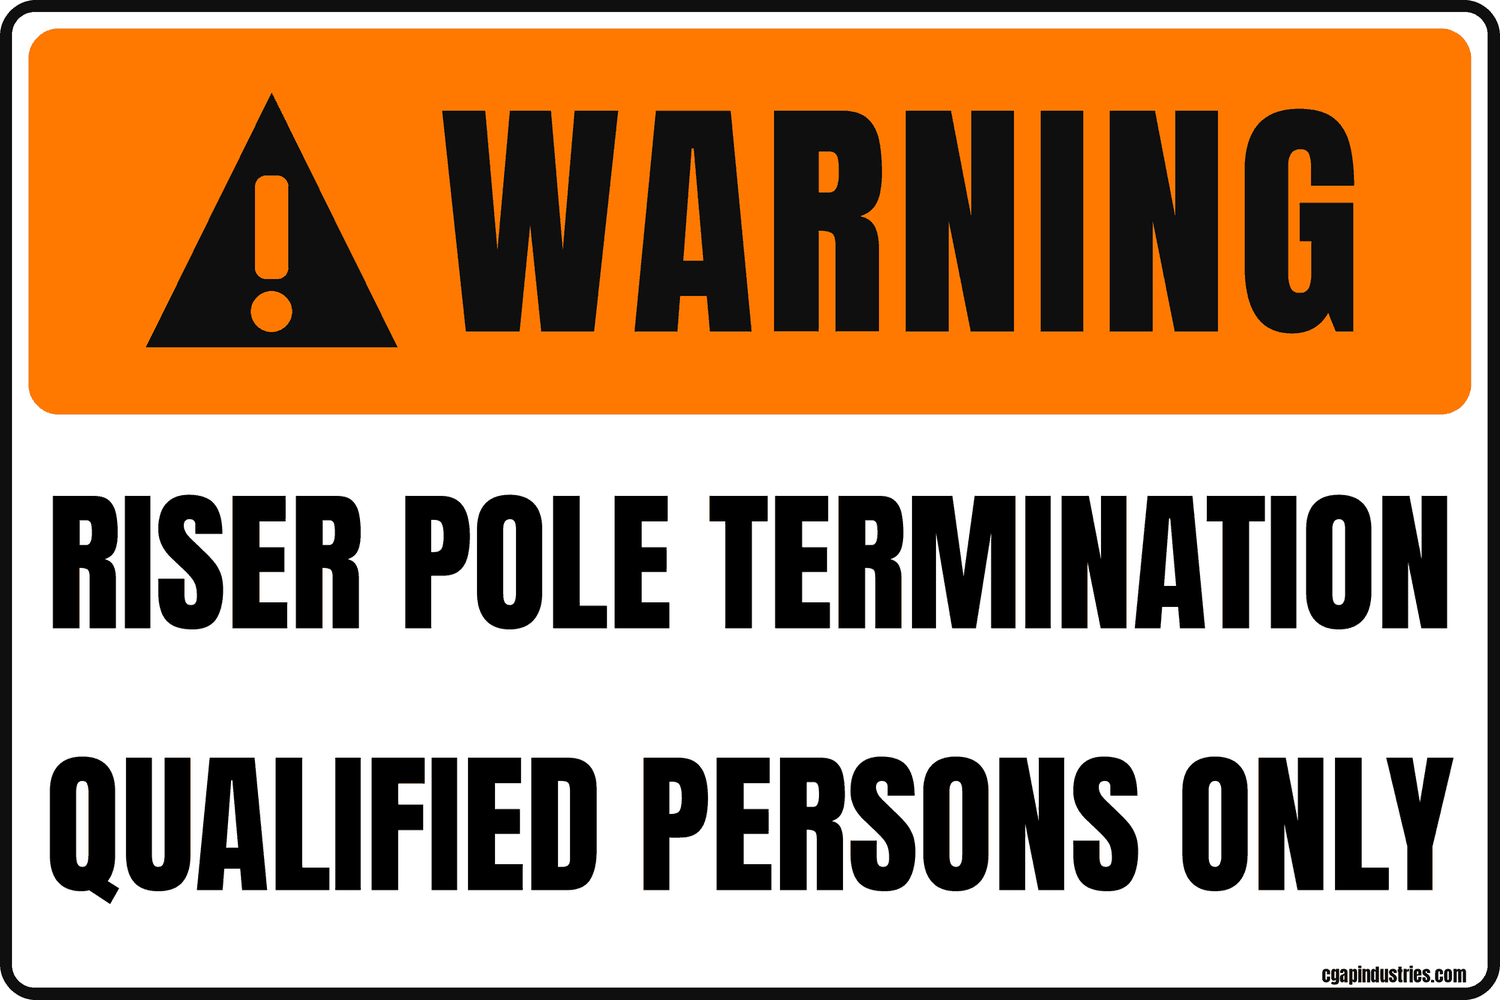 WARNING
RISER POLE TERMINATION
QUALIFIED PERSONS ONLY
cgapindustries.com